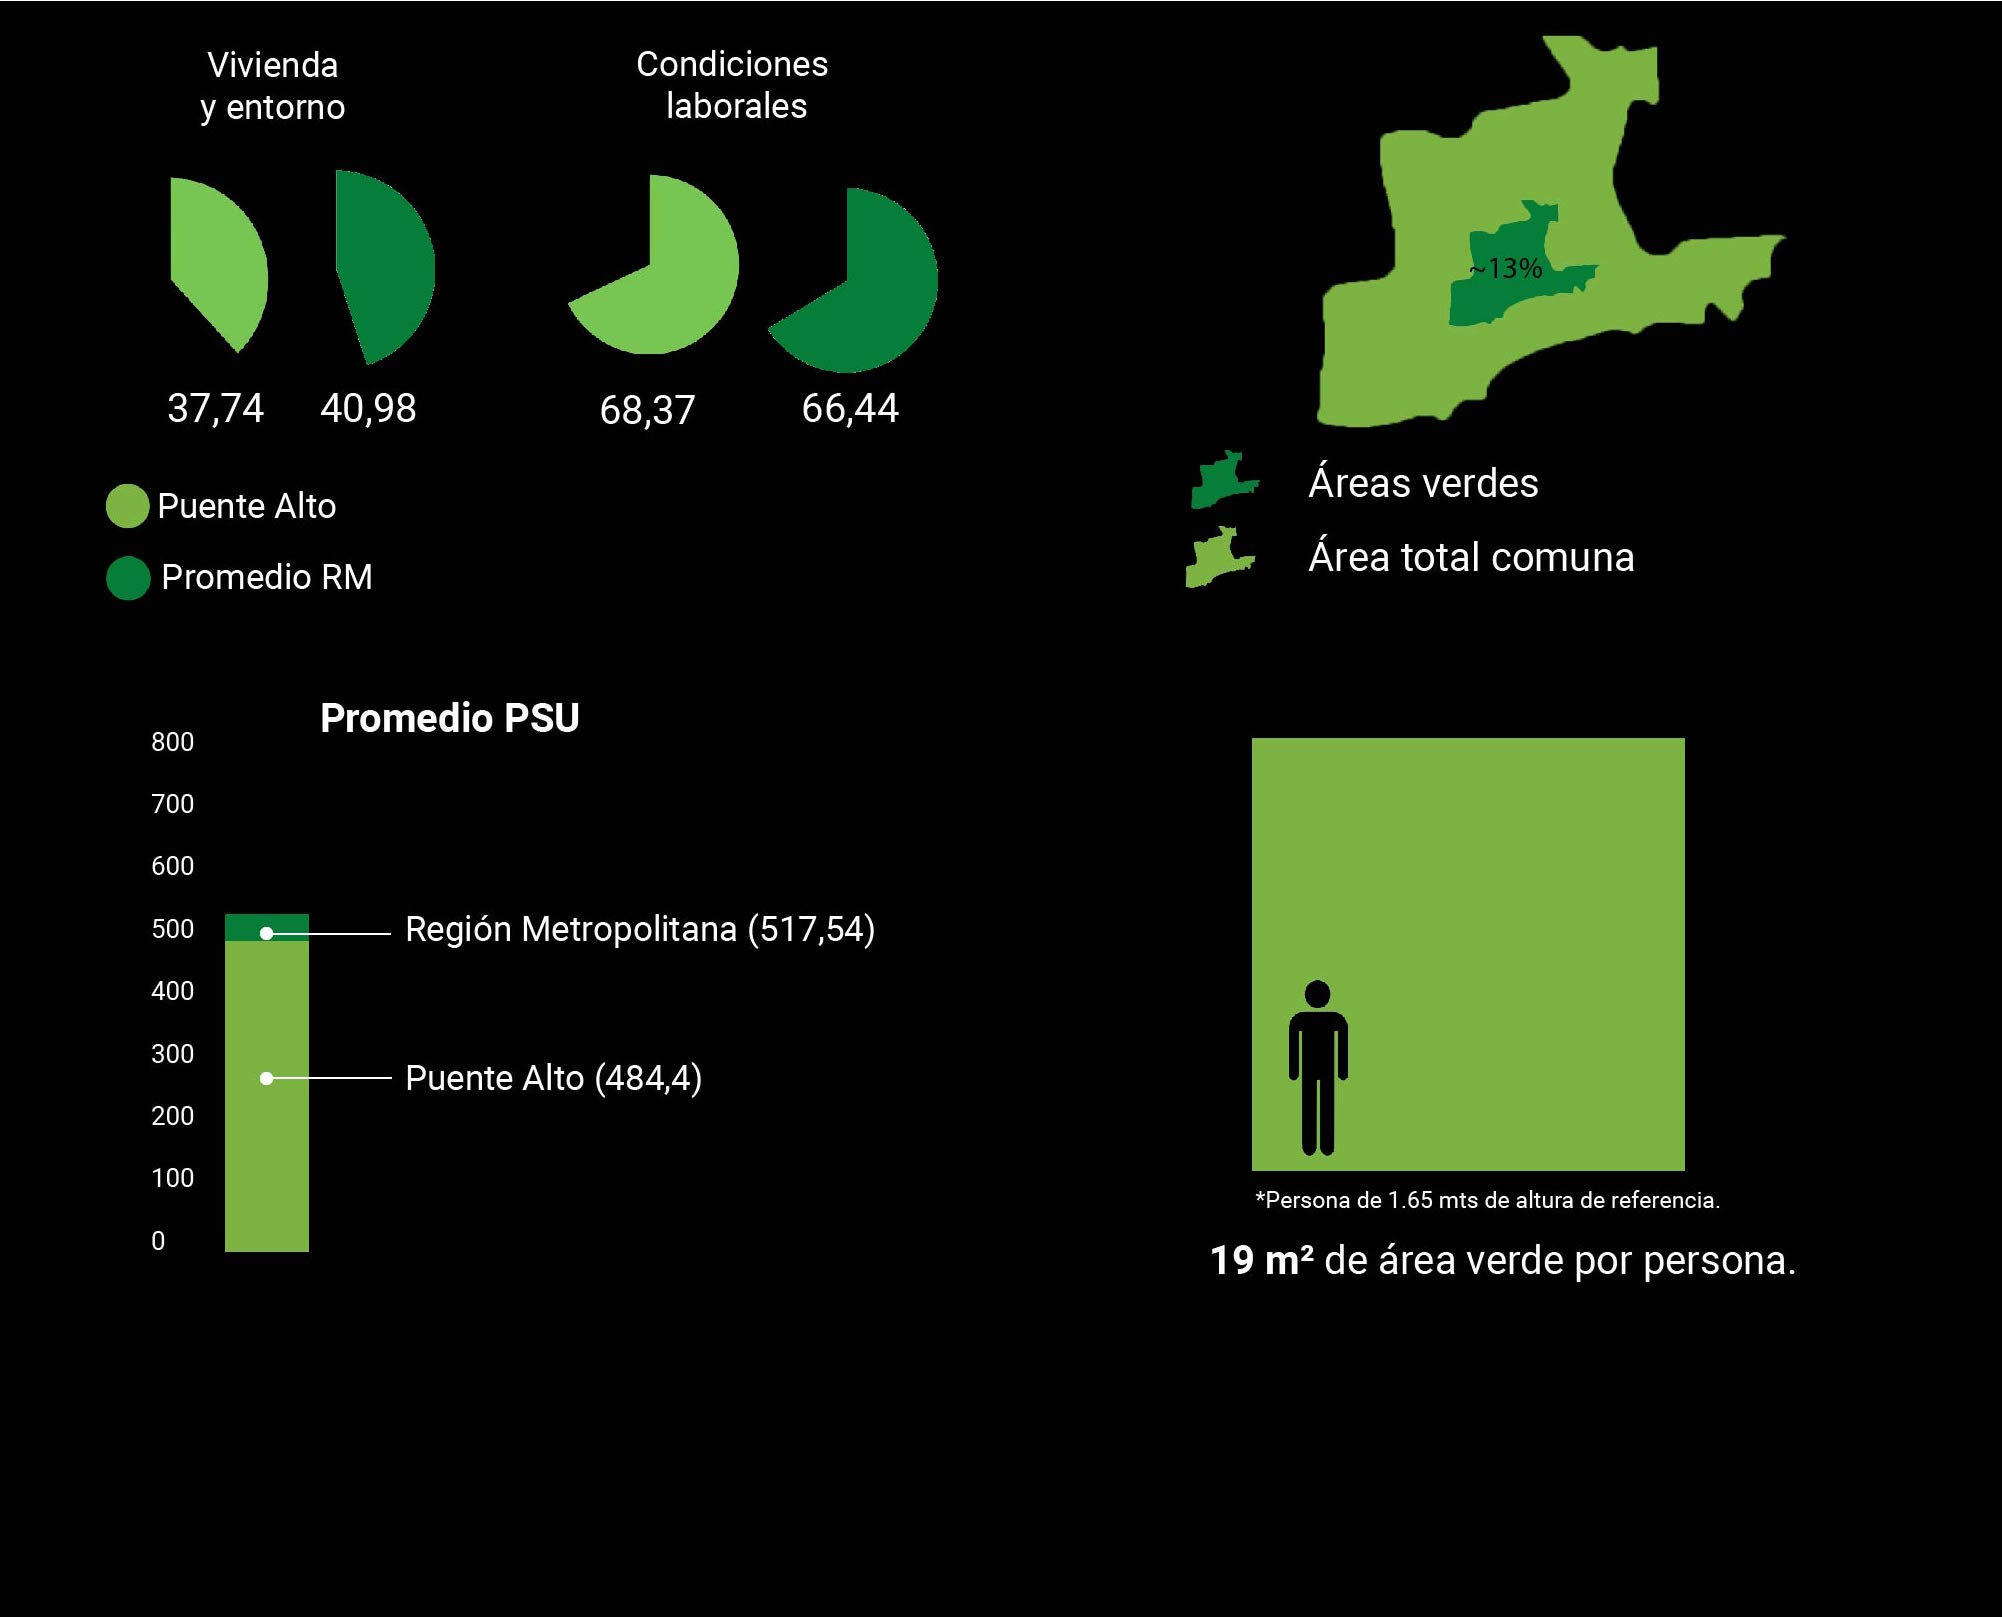 Vivienda
y entorno
Condiciones
laborales
37,74
40,98
68,37
66,44
Puente Alto
Promedio RM
~13%
Áreas verdes
Área total comuna
Promedio PSU
800
700
600
500
400
300
200
100
0
Región Metropolitana (517,54)
Puente Alto (484,4)
*Persona de 1.65 mts de altura de referencia.
19 m² de área verde por persona.